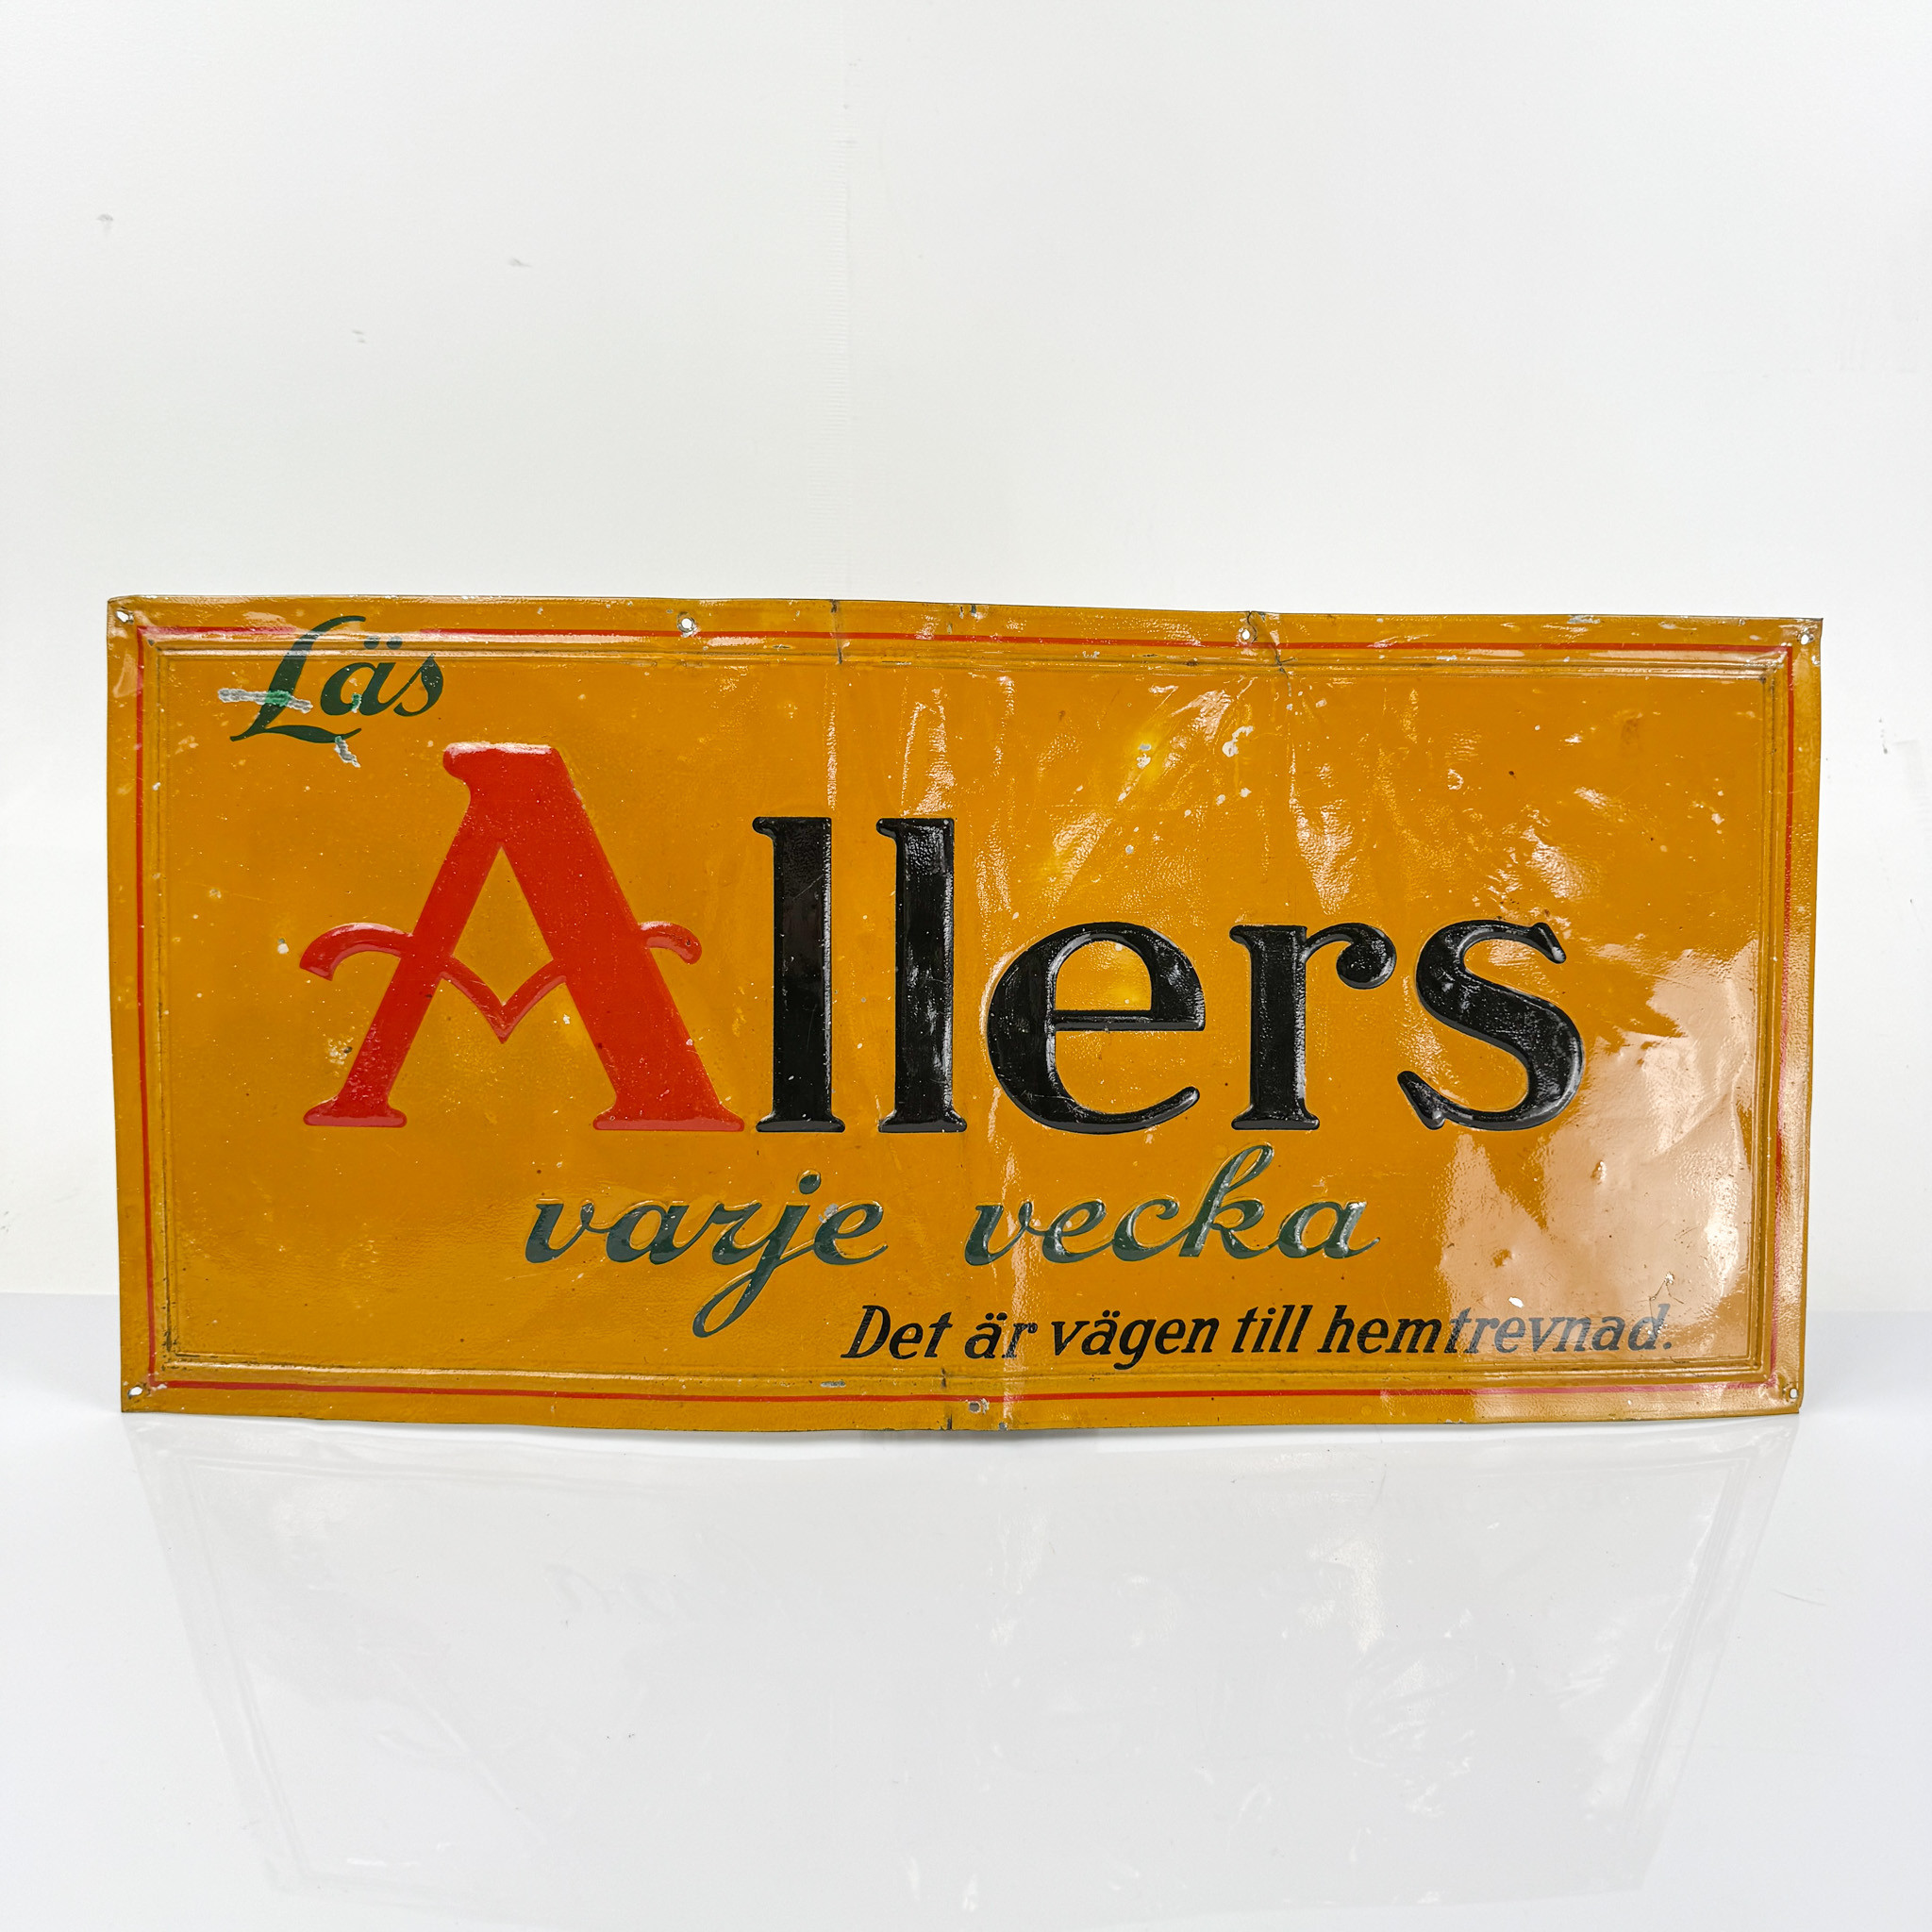 Läs
Allers
varje vecka
Det är vägen till hemtrevnad.